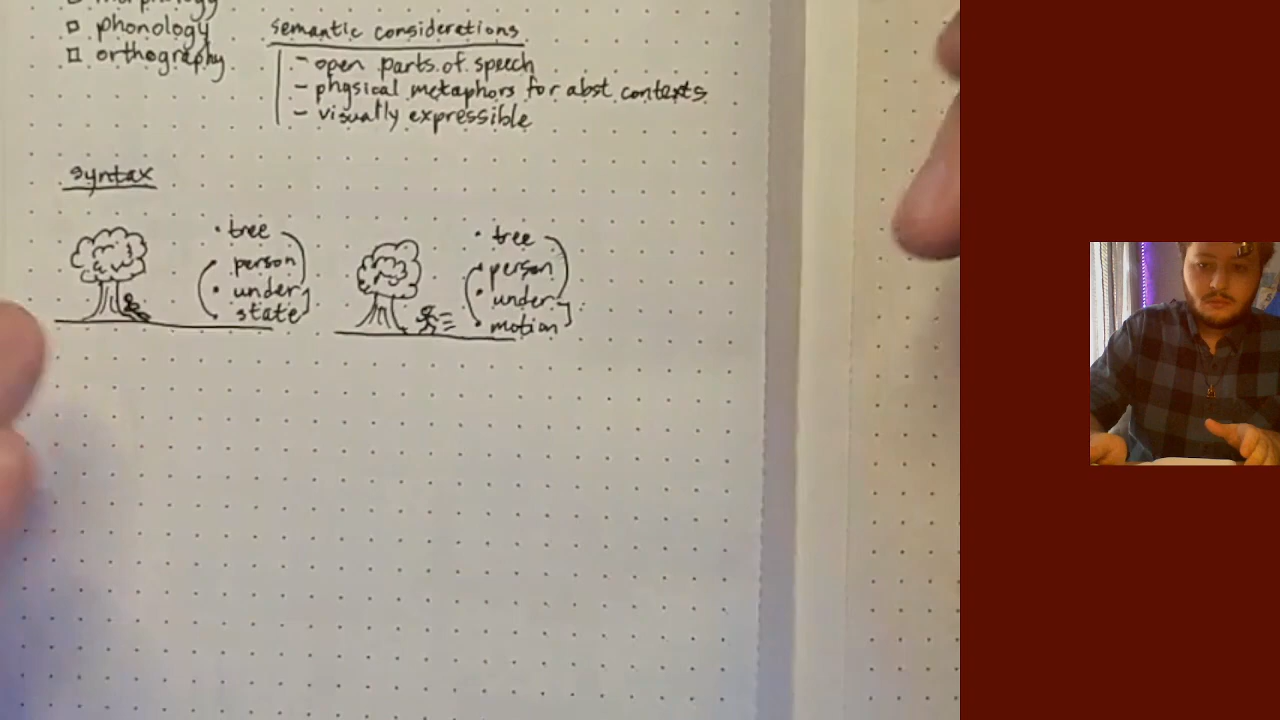 morphology
phonology
orthography
semantic considerations
- open parts of speech
- physical metaphors for abst contexts
- visually expressible
syntax
• tree
• person
• under
• state
• tree
• person
• under
• motion